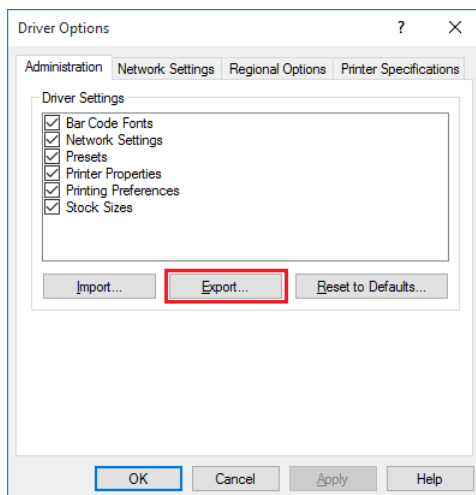 Driver Options ?
Administration Network Settings Regional Options Printer Specifications
Driver Settings
Bar Code Fonts
Network Settings
Presets
Printer Properties
Printing Preferences
Stock Sizes
Import... Export... Reset to Defaults...
OK Cancel Apply Help